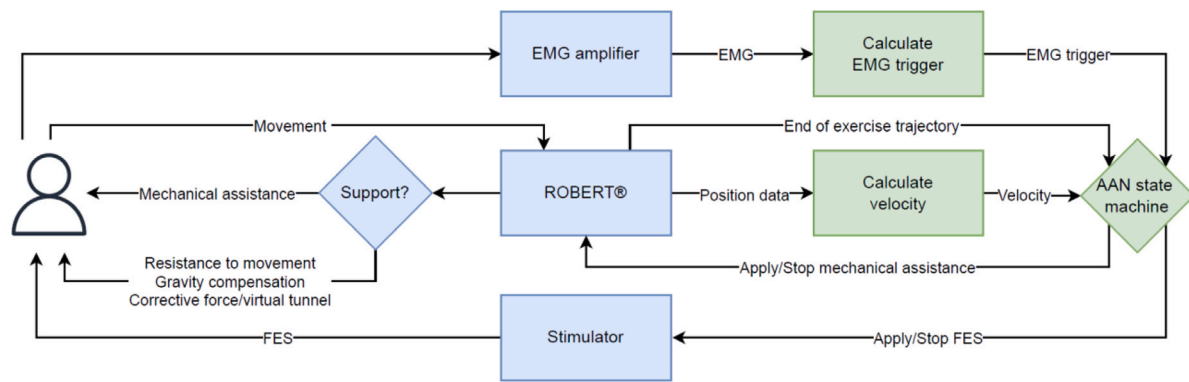 EMG amplifier
EMG
Calculate
EMG trigger
EMG trigger
Movement
End of exercise trajectory
Mechanical assistance
Support?
ROBERT®
Position data
Calculate
velocity
Velocity
AAN state
machine
Resistance to movement
Gravity compensation
Corrective force/virtual tunnel
Apply/Stop mechanical assistance
FES
Stimulator
Apply/Stop FES